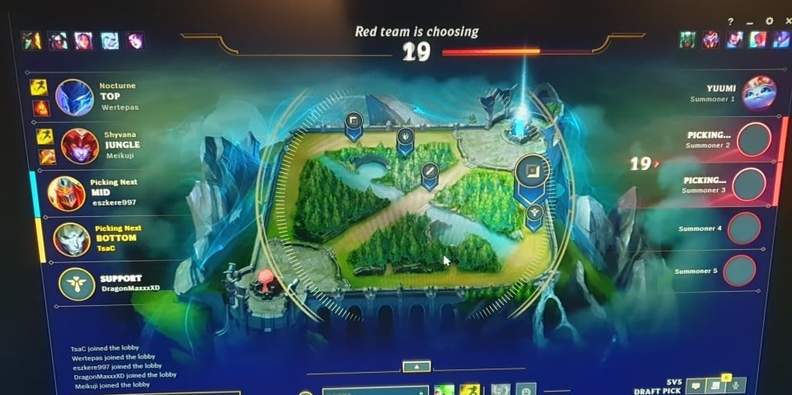 Red team is choosing
19
Nocturne
TOP
Wertepas
Shyvana
JUNGLE
Meikuji
Picking Next
MID
eszkere997
Picking Next
BOTTOM
TsaC
SUPPORT
DragonMaxxxXD
YUUMI
Summoner 1
PICKING...
Summoner 2
19
PICKING...
Summoner 3
Summoner 4
Summoner 5
TsaC joined the lobby
Wertepas joined the lobby
eszkere997 joined the lobby
DragonMaxxxXD joined the lobby
Meikuji joined the lobby
5V5
DRAFT PICK